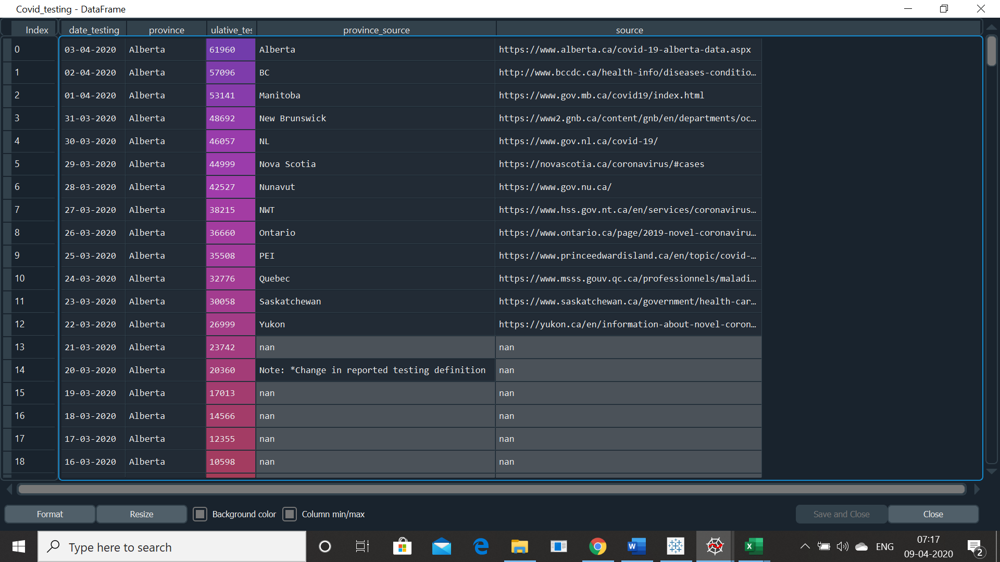 Covid_testing - DataFrame
Index date_testing province ulative_tes province_source source
0 03-04-2020 Alberta 61960 Alberta https://www.alberta.ca/covid-19-alberta-data.aspx
1 02-04-2020 Alberta 57096 BC http://www.bccdc.ca/health-info/diseases-conditio…
2 01-04-2020 Alberta 53141 Manitoba https://www.gov.mb.ca/covid19/index.html
3 31-03-2020 Alberta 48692 New Brunswick https://www2.gnb.ca/content/gnb/en/departments/oc…
4 30-03-2020 Alberta 46057 NL https://www.gov.nl.ca/covid-19/
5 29-03-2020 Alberta 44999 Nova Scotia https://novascotia.ca/coronavirus/#cases
6 28-03-2020 Alberta 42527 Nunavut https://www.gov.nu.ca/
7 27-03-2020 Alberta 38215 NWT https://www.hss.gov.nt.ca/en/services/coronavirus…
8 26-03-2020 Alberta 36660 Ontario https://www.ontario.ca/page/2019-novel-coronaviru…
9 25-03-2020 Alberta 35508 PEI https://www.princeedwardisland.ca/en/topic/covid-…
10 24-03-2020 Alberta 32776 Quebec https://www.msss.gouv.qc.ca/professionnels/maladi…
11 23-03-2020 Alberta 30058 Saskatchewan https://www.saskatchewan.ca/government/health-car…
12 22-03-2020 Alberta 26999 Yukon https://yukon.ca/en/information-about-novel-coron…
13 21-03-2020 Alberta 23742 nan nan
14 20-03-2020 Alberta 20360 Note: *Change in reported testing definition nan
15 19-03-2020 Alberta 17013 nan nan
16 18-03-2020 Alberta 14566 nan nan
17 17-03-2020 Alberta 12355 nan nan
18 16-03-2020 Alberta 10598 nan nan
Format Resize Background color Column min/max Save and Close Close
Type here to search W X ENG 07:17
09-04-2020 2